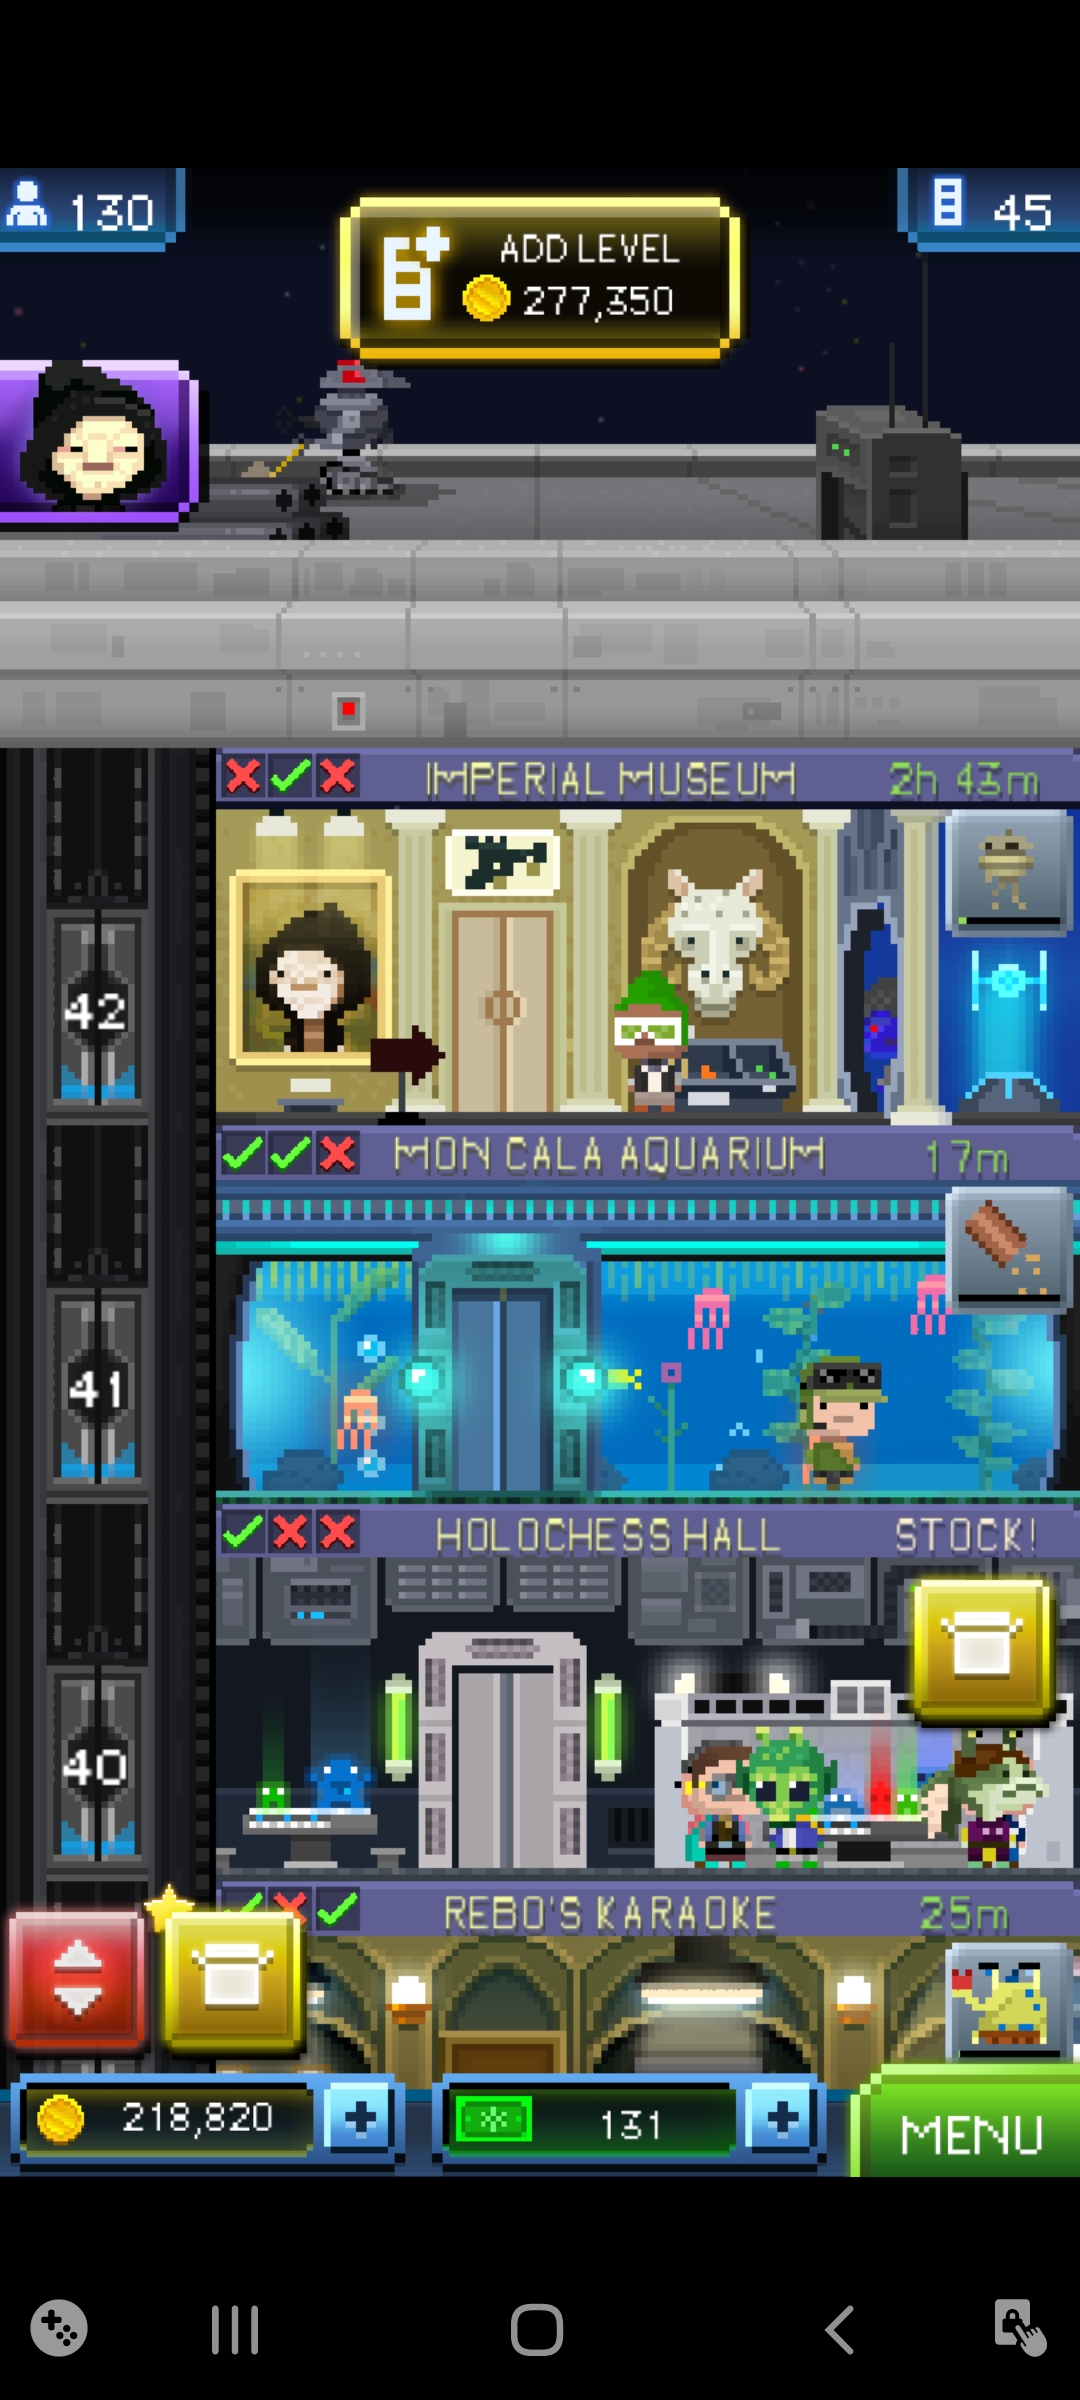 130
ADD LEVEL
277,350
45
IMPERIAL MUSEUM 2h 43m
42
MON CALA AQUARIUM 17m
41
HOLOCHESS HALL STOCK!
40
REBO'S KARAOKE 25m
218,820
131
MENU